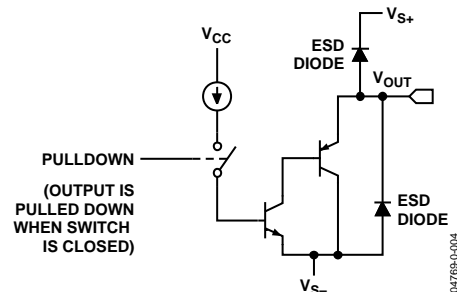 VS+
VCC
ESD
DIODE
VOUT
PULLDOWN
(OUTPUT IS
PULLED DOWN
WHEN SWITCH
IS CLOSED)
ESD
DIODE
VS–
04769-0-004